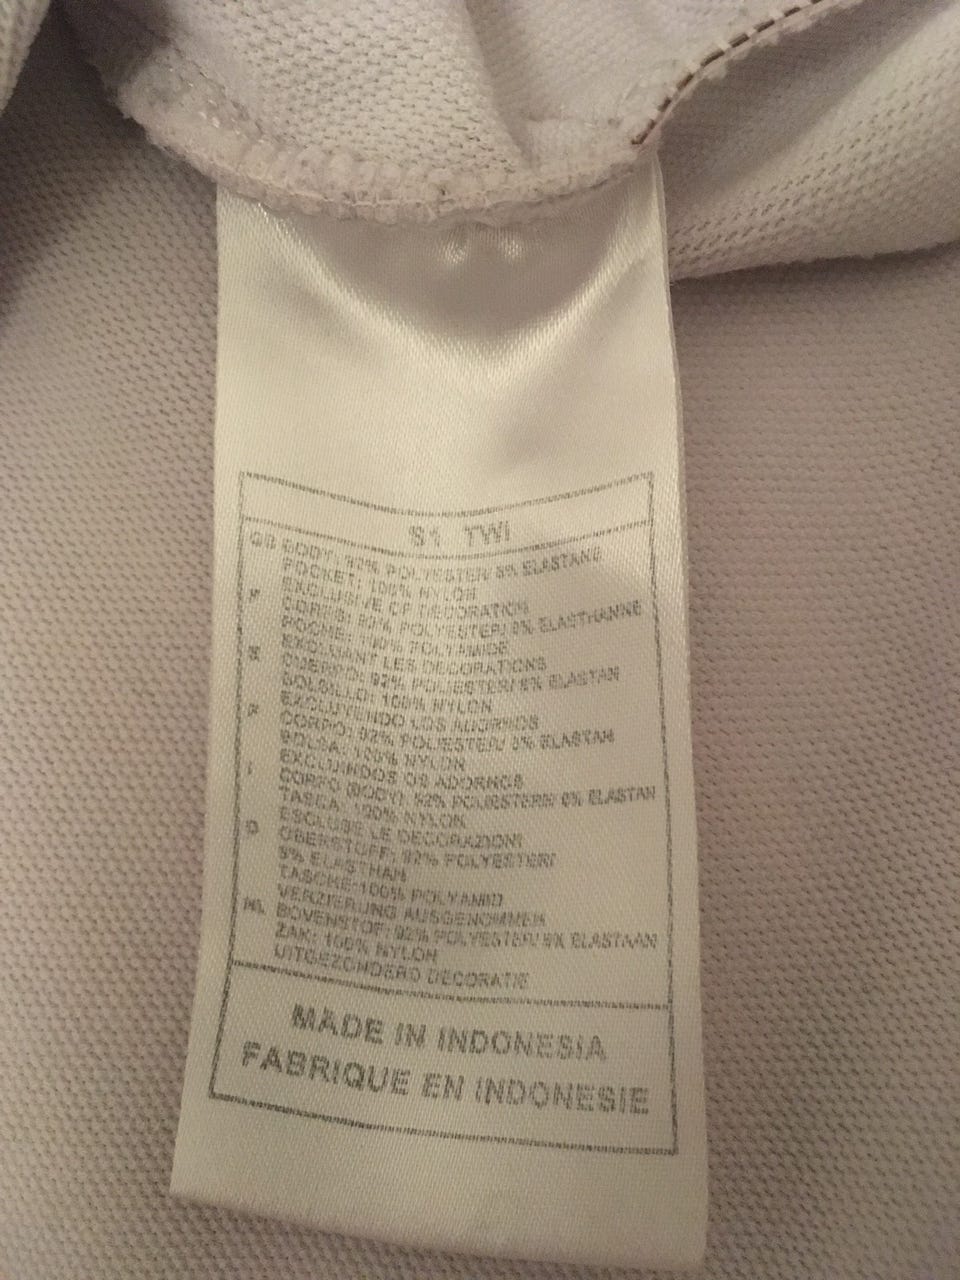 S1 TWI
GB BODY: 92% POLYESTER/ 8% ELASTANE
POCKET: 100% NYLON
EXCLUSIVE OF DECORATION
F CORPS: 92% POLYESTER/ 8% ELASTHANNE
POCHE: 100% POLYAMIDE
EXCLUANT LES DECORATIONS
E CUERPO: 92% POLIESTER/ 8% ELASTAN
BOLSILLO: 100% NYLON
EXCLUYENDO LOS ADORNOS
P CORPO: 92% POLIESTER/ 8% ELASTAN
BOLSA: 100% NYLON
EXCLUINDOS OS ADORNOS
I CORPO (BODY): 92% POLIESTERE/ 8% ELASTAN
TASCA: 100% NYLON
ESCLUSE LE DECORAZIONI
D OBERSTOFF: 92% POLYESTER/
8% ELASTHAN
TASCHE:100% POLYAMID
VERZIERUNG AUSGENOMMEN
NL BOVENSTOF: 92% POLYESTER/ 8% ELASTAAN
ZAK: 100% NYLON
UITGEZONDERD DECORATIE
MADE IN INDONESIA
FABRIQUE EN INDONESIE